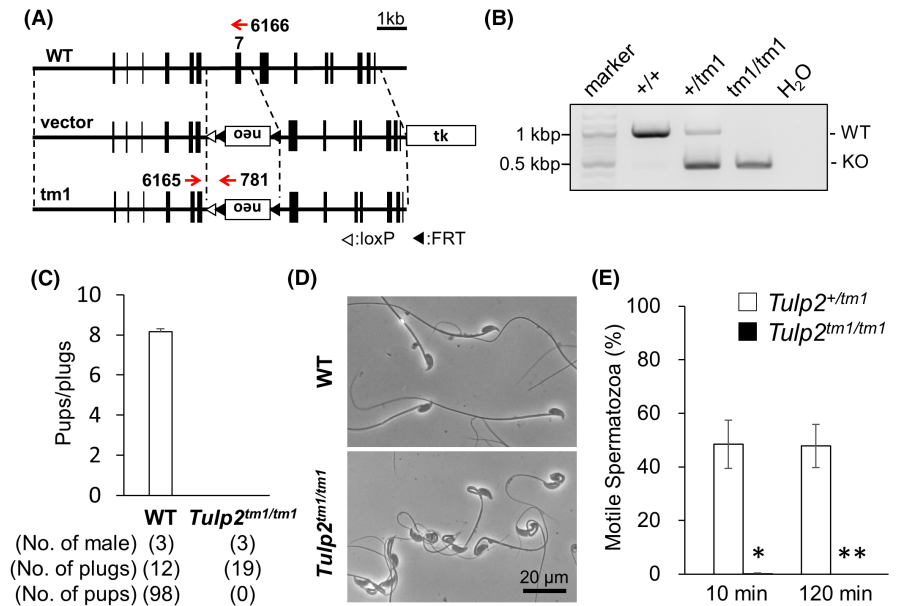 (A)
6166
1kb
7
WT
vector
neo
tk
6165
781
tm1
neo
◁:loxP ◀:FRT
(B)
marker
+/+
+/tm1
tm1/tm1
H₂O
1 kbp
0.5 kbp
- WT
- KO
(C)
Pups/plugs
10
8
6
4
2
0
WT Tulp2tm1/tm1
(No. of male) (3) (3)
(No. of plugs) (12) (19)
(No. of pups) (98) (0)
(D)
WT
Tulp2tm1/tm1
20 µm
(E)
Motile Spermatozoa (%)
100
80
60
40
20
0
Tulp2+/tm1
Tulp2tm1/tm1
*
**
10 min 120 min